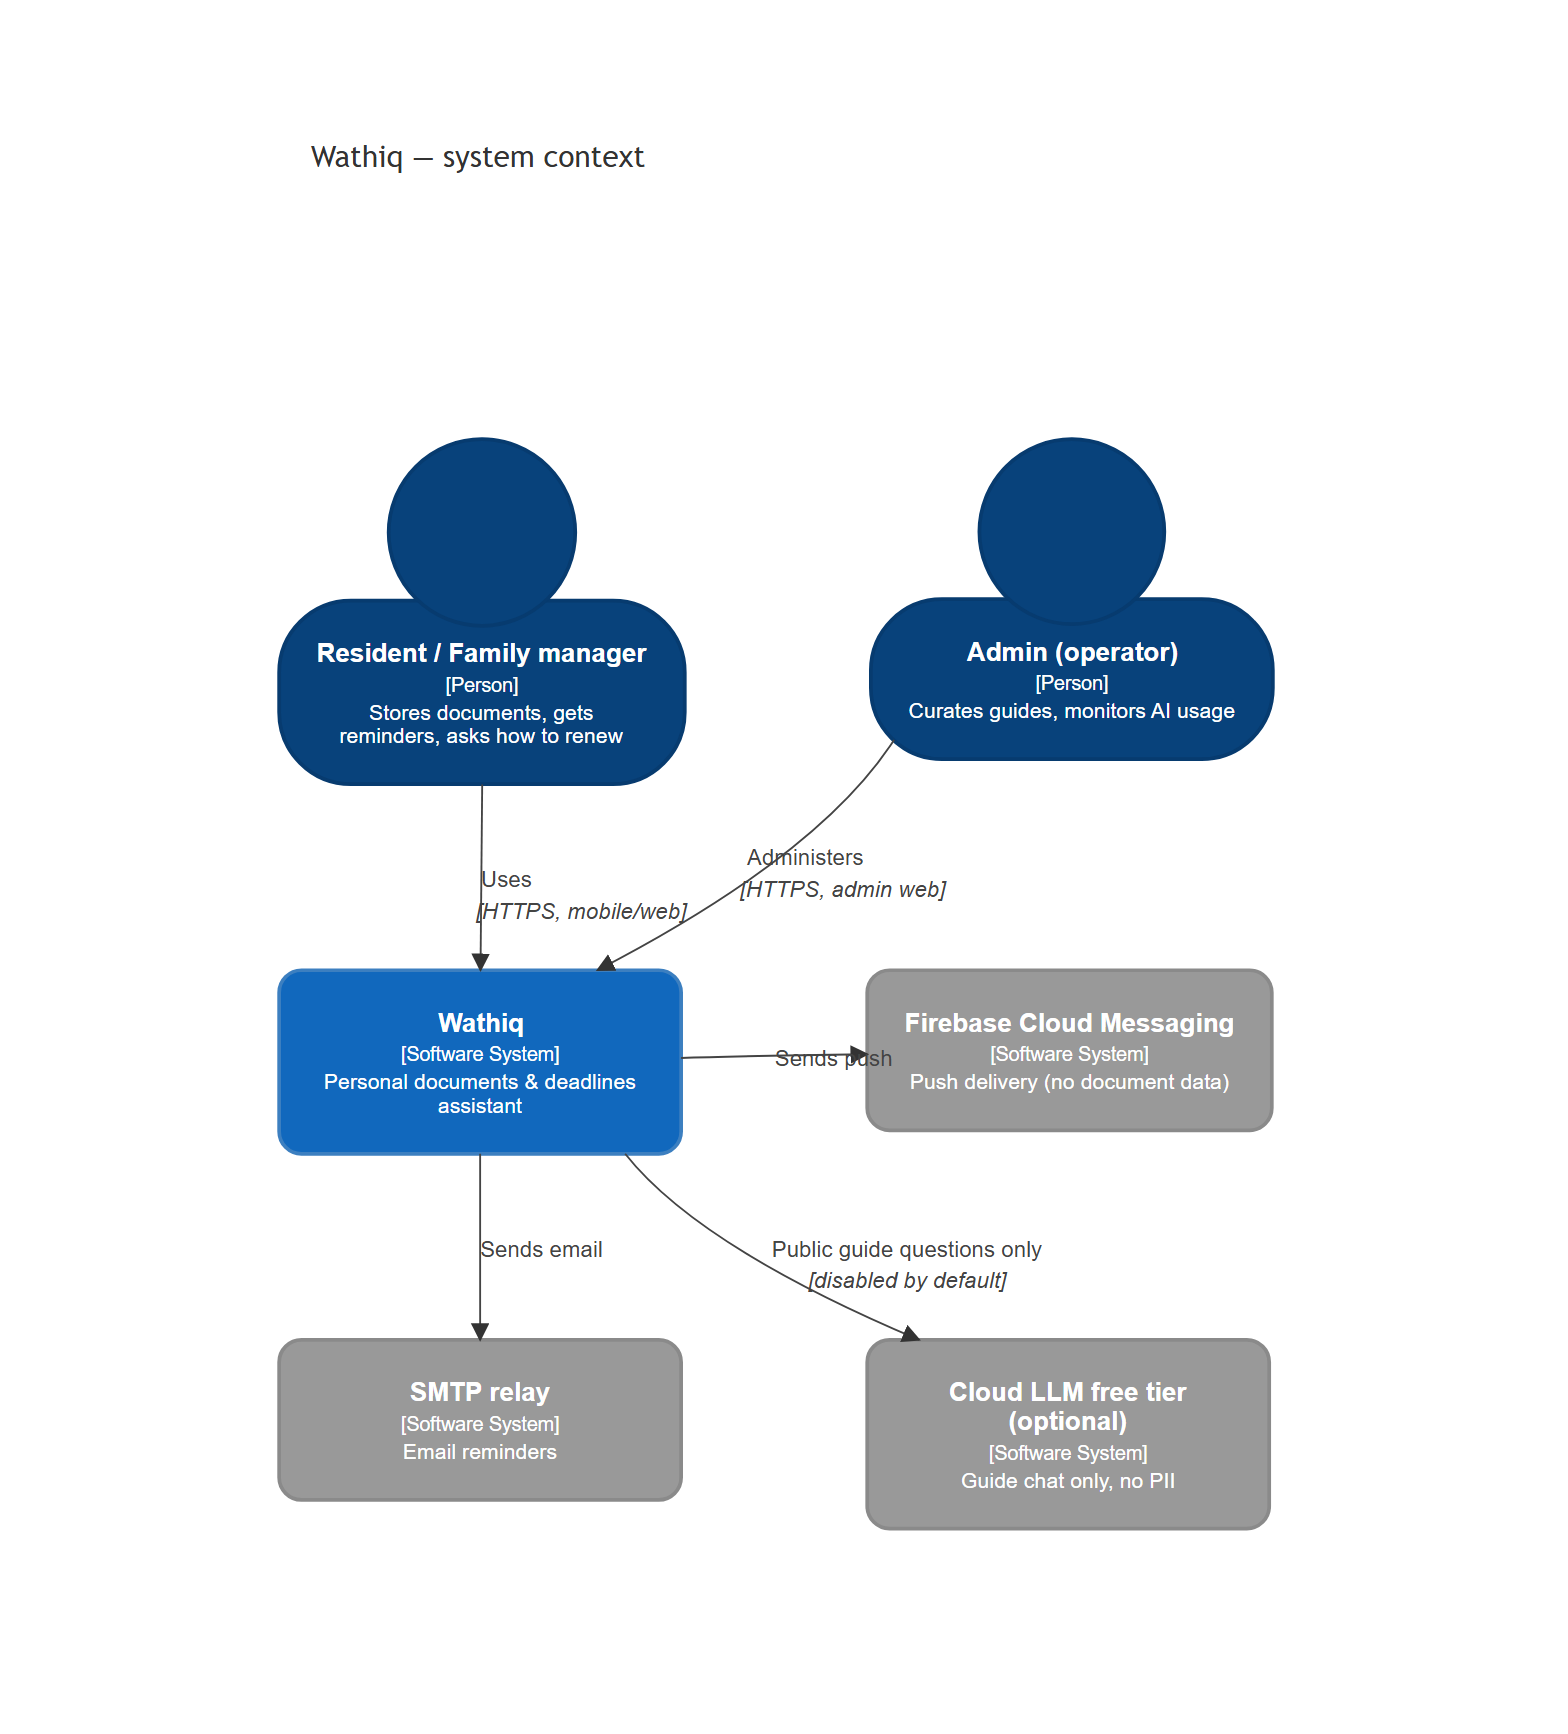 Wathiq — system context
Resident / Family manager
[Person]
Stores documents, gets
reminders, asks how to renew
Admin (operator)
[Person]
Curates guides, monitors AI usage
Uses
[HTTPS, mobile/web]
Administers
[HTTPS, admin web]
Wathiq
[Software System]
Personal documents & deadlines
assistant
Sends push
Firebase Cloud Messaging
[Software System]
Push delivery (no document data)
Sends email
Public guide questions only
[disabled by default]
SMTP relay
[Software System]
Email reminders
Cloud LLM free tier
(optional)
[Software System]
Guide chat only, no PII